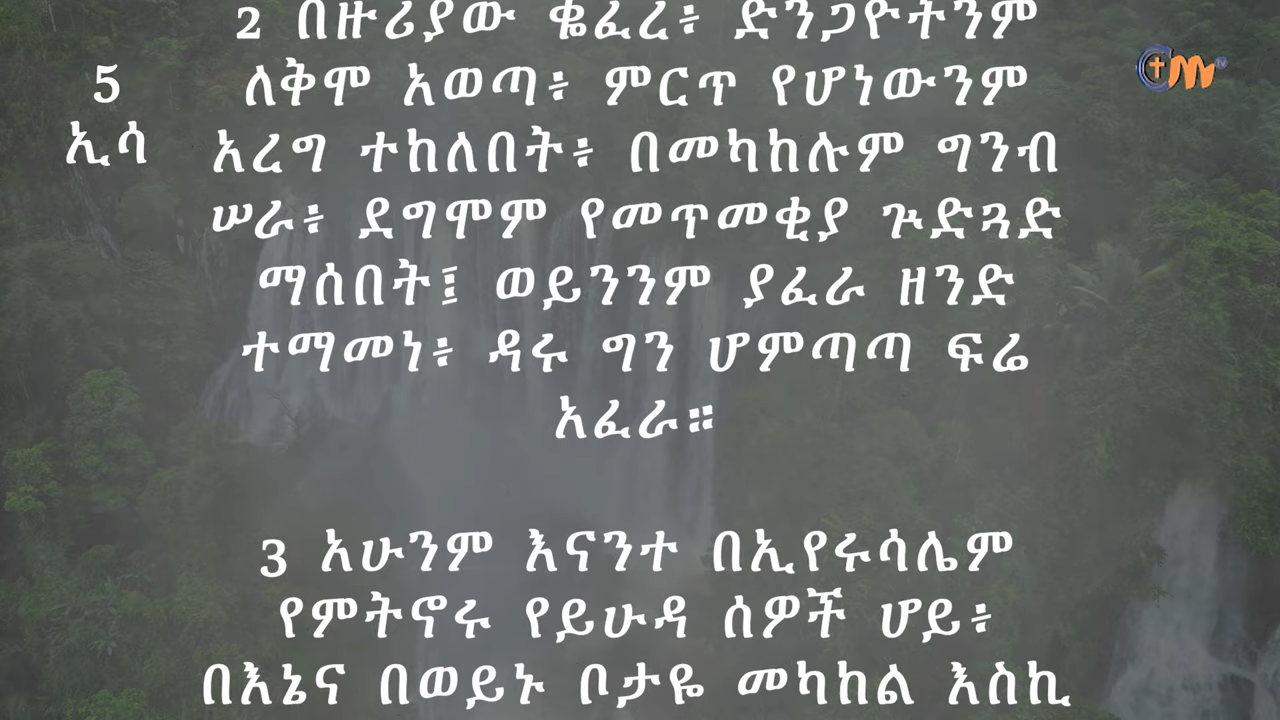 2 በዙሪያው ቈፈረ፥ ድንጋዮችንም
ለቅሞ አወጣ፥ ምርጥ የሆነውንም
አረግ ተከለበት፥ በመካከሉም ግንብ
ሠራ፥ ደግሞም የመጥመቂያ ጕድጓድ
ማሰበት፤ ወይንንም ያፈራ ዘንድ
ተማመነ፥ ዳሩ ግን ሆምጣጣ ፍሬ
አፈራ።
3 አሁንም እናንተ በኢየሩሳሌም
የምትኖሩ የይሁዳ ሰዎች ሆይ፥
በእኔና በወይኑ ቦታዬ መካከል እስኪ
5
ኢሳ